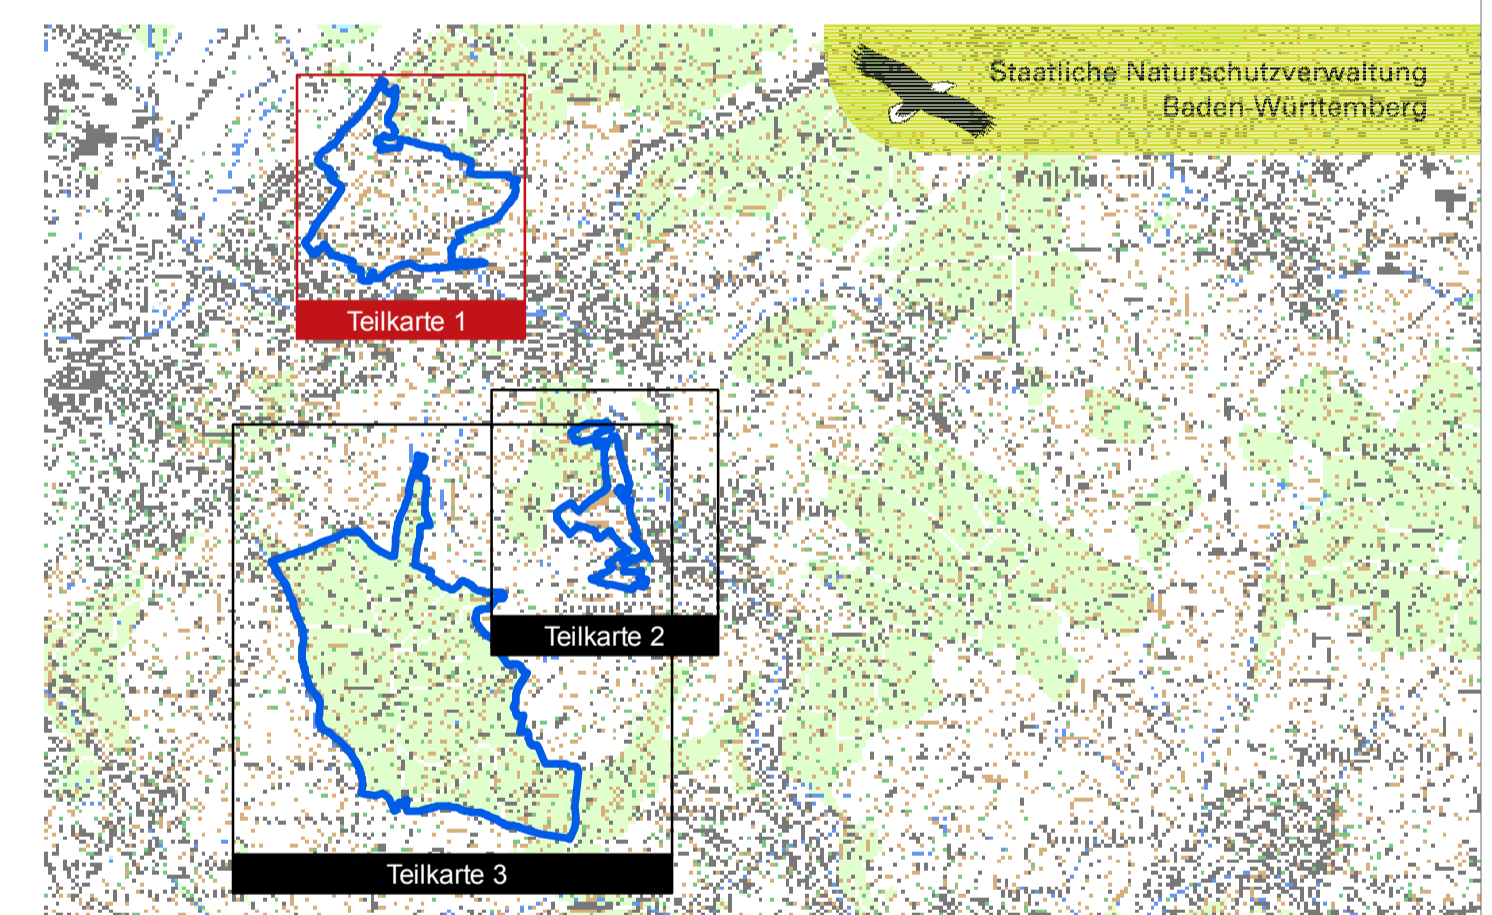 Staatliche Naturschutzverwaltung
Baden-Württemberg
Teilkarte 1
Teilkarte 2
Teilkarte 3